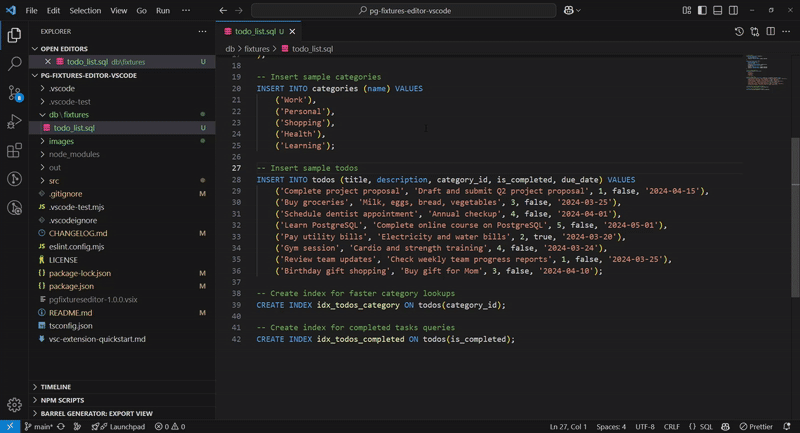 File Edit Selection View Go Run ··· pg-fixtures-editor-vscode
EXPLORER
OPEN EDITORS
todo_list.sql db\fixtures U
PG-FIXTURES-EDITOR-VSCODE
.vscode
.vscode-test
db \ fixtures
todo_list.sql U
images
node_modules
out
src
.gitignore M
.vscode-test.mjs
.vscodeignore
CHANGELOG.md M
eslint.config.mjs
LICENSE
package-lock.json M
package.json M
pgfixtureseditor-1.0.0.vsix
README.md M
tsconfig.json
vsc-extension-quickstart.md
TIMELINE
NPM SCRIPTS
BARREL GENERATOR: EXPORT VIEW
todo_list.sql U
db > fixtures > todo_list.sql
18
19 -- Insert sample categories
20 INSERT INTO categories (name) VALUES
21 ('Work'),
22 ('Personal'),
23 ('Shopping'),
24 ('Health'),
25 ('Learning');
26
27 -- Insert sample todos
28 INSERT INTO todos (title, description, category_id, is_completed, due_date) VALUES
29 ('Complete project proposal', 'Draft and submit Q2 project proposal', 1, false, '2024-04-15'),
30 ('Buy groceries', 'Milk, eggs, bread, vegetables', 3, false, '2024-03-25'),
31 ('Schedule dentist appointment', 'Annual checkup', 4, false, '2024-04-01'),
32 ('Learn PostgreSQL', 'Complete online course on PostgreSQL', 5, false, '2024-05-01'),
33 ('Pay utility bills', 'Electricity and water bills', 2, true, '2024-03-20'),
34 ('Gym session', 'Cardio and strength training', 4, false, '2024-03-24'),
35 ('Review team updates', 'Check weekly team progress reports', 1, false, '2024-03-25'),
36 ('Birthday gift shopping', 'Buy gift for Mom', 3, false, '2024-04-10');
37
38 -- Create index for faster category lookups
39 CREATE INDEX idx_todos_category ON todos(category_id);
40
41 -- Create index for completed tasks queries
42 CREATE INDEX idx_todos_completed ON todos(is_completed);
main* Launchpad 0 0 Ln 27, Col 1 Spaces: 4 UTF-8 CRLF {} SQL Prettier